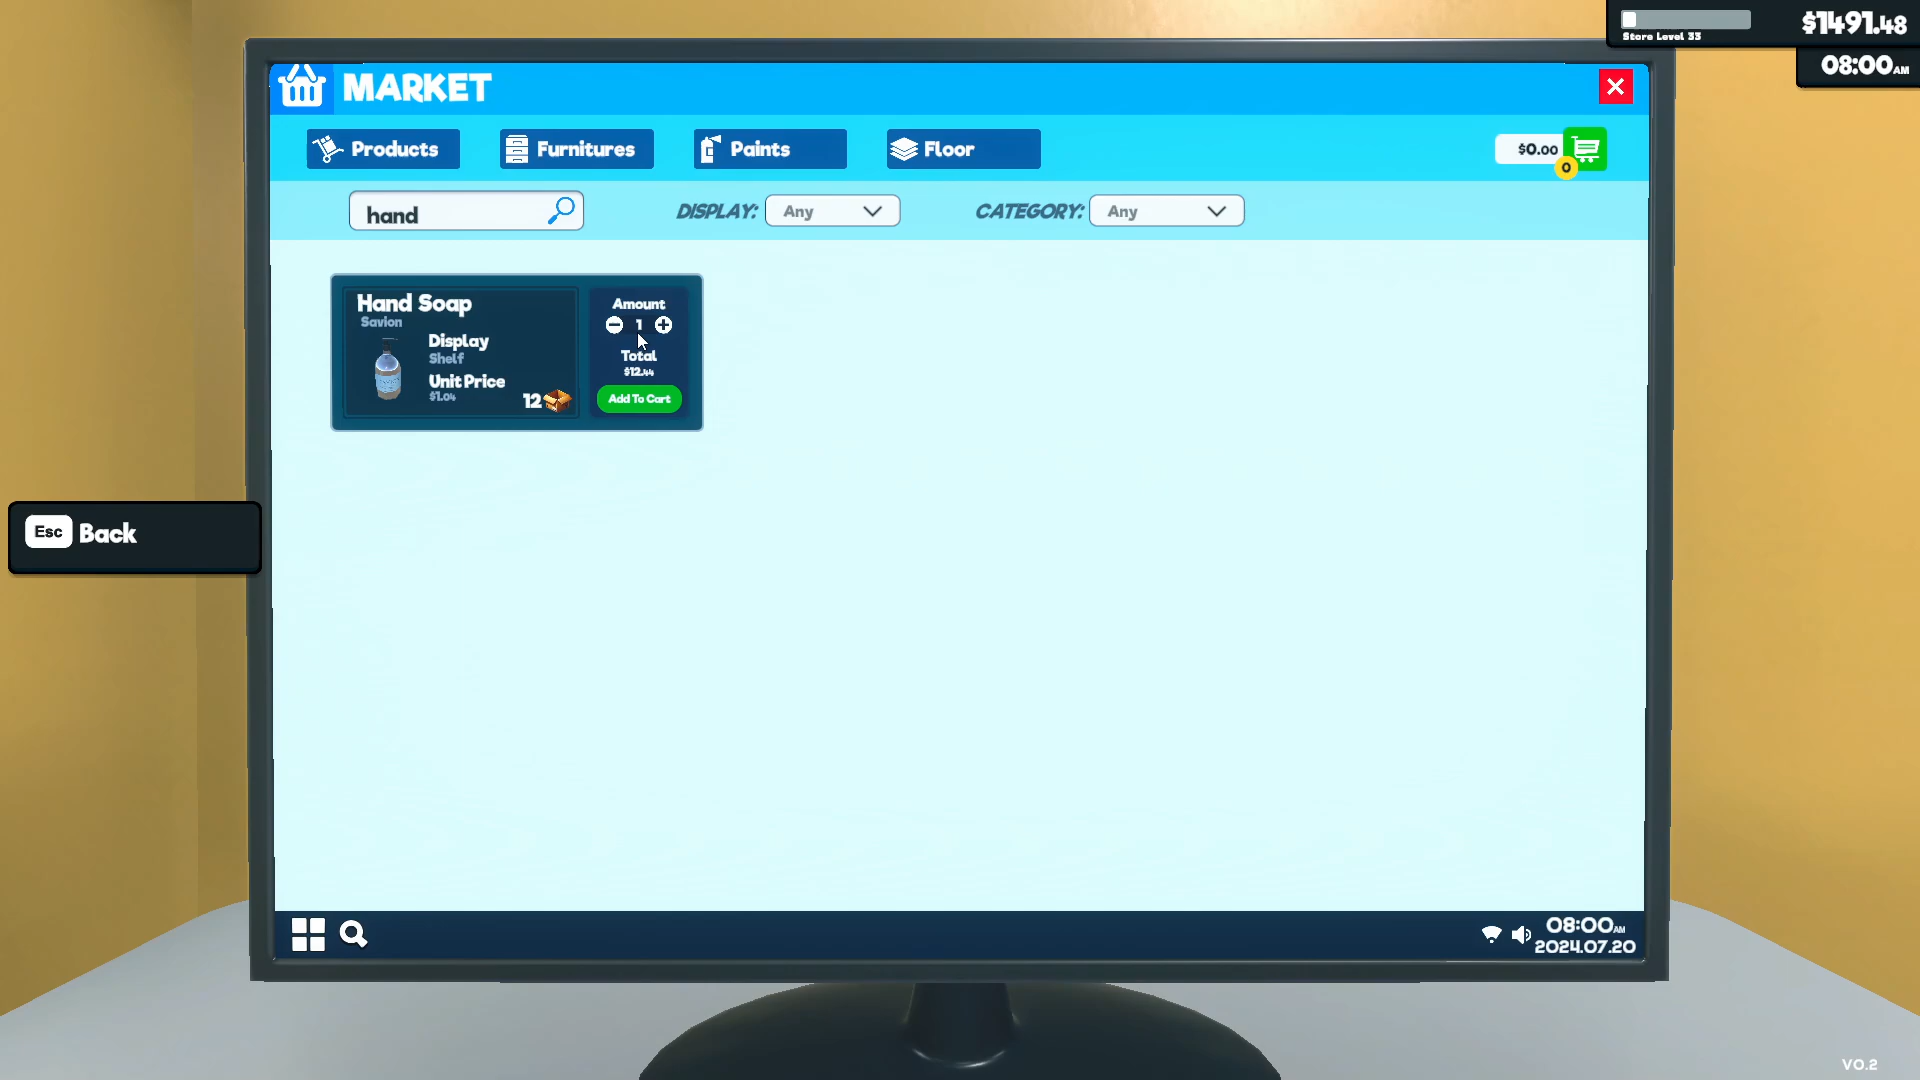 Store Level 33
$1491.48
08:00AM
MARKET
Products
Furnitures
Paints
Floor
$0.00
0
hand
DISPLAY:
Any
CATEGORY:
Any
Hand Soap
Savion
Display
Shelf
Unit Price
$1.04
12
Amount
1
Total
$12.44
Add To Cart
Esc Back
08:00AM
2024.07.20
V0.2